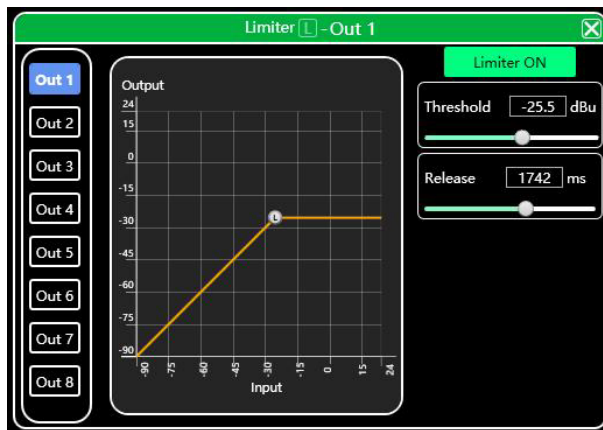 Limiter L -Out 1
Limiter ON
Out 1
Out 2
Out 3
Out 4
Out 5
Out 6
Out 7
Out 8
Output
24
15
0
-15
-30
-45
-60
-75
-90
L
-90 -75 -60 -45 -30 -15 0 15 24
Input
Threshold -25.5 dBu
Release 1742 ms